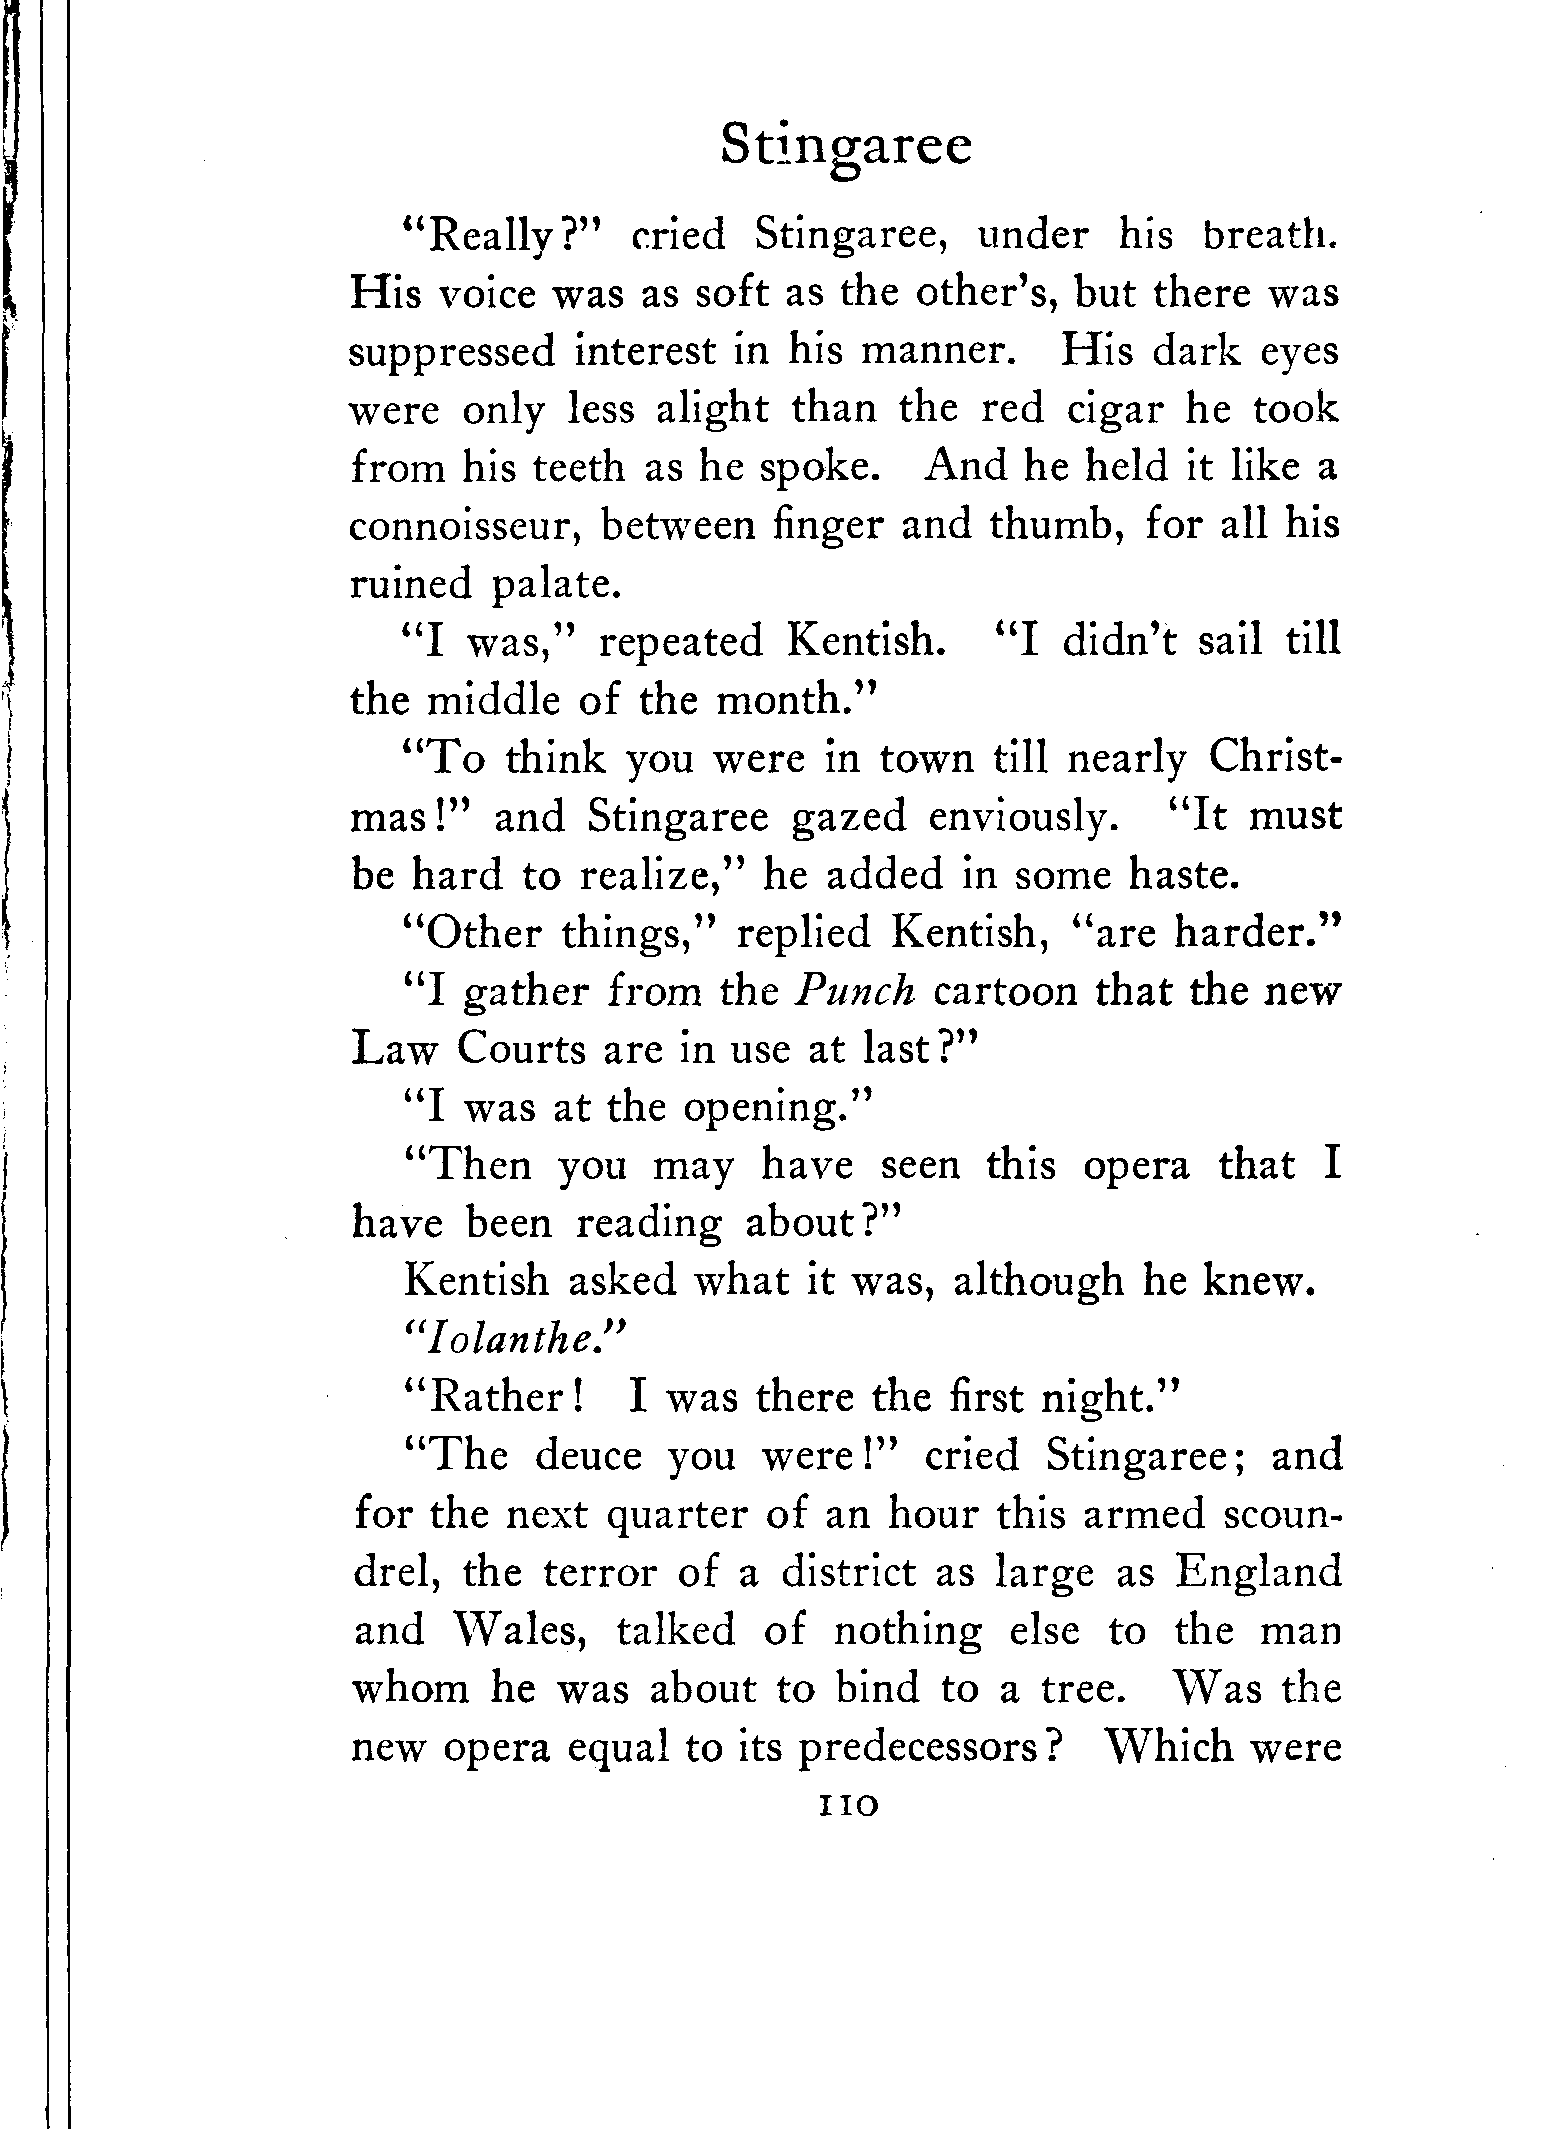 Stingaree
"Really?" cried Stingaree, under his breath.
His voice was as soft as the other's, but there was
suppressed interest in his manner. His dark eyes
were only less alight than the red cigar he took
from his teeth as he spoke. And he held it like a
connoisseur, between finger and thumb, for all his
ruined palate.
"I was," repeated Kentish. "I didn't sail till
the middle of the month."
"To think you were in town till nearly Christ-
mas!" and Stingaree gazed enviously. "It must
be hard to realize," he added in some haste.
"Other things," replied Kentish, "are harder."
"I gather from the Punch cartoon that the new
Law Courts are in use at last?"
"I was at the opening."
"Then you may have seen this opera that I
have been reading about?"
Kentish asked what it was, although he knew.
"Iolanthe."
"Rather! I was there the first night."
"The deuce you were!" cried Stingaree; and
for the next quarter of an hour this armed scoun-
drel, the terror of a district as large as England
and Wales, talked of nothing else to the man
whom he was about to bind to a tree. Was the
new opera equal to its predecessors? Which were
110